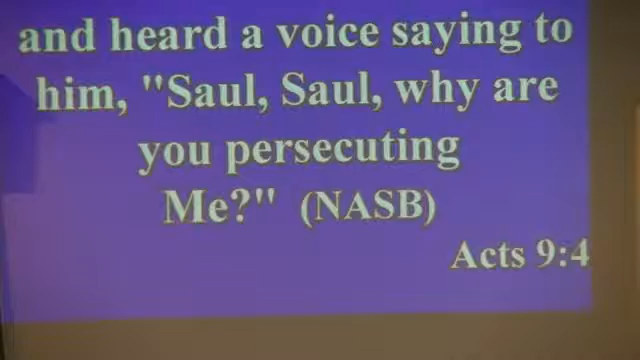 and heard a voice saying to
him, "Saul, Saul, why are
you persecuting
Me?" (NASB)
Acts 9:4